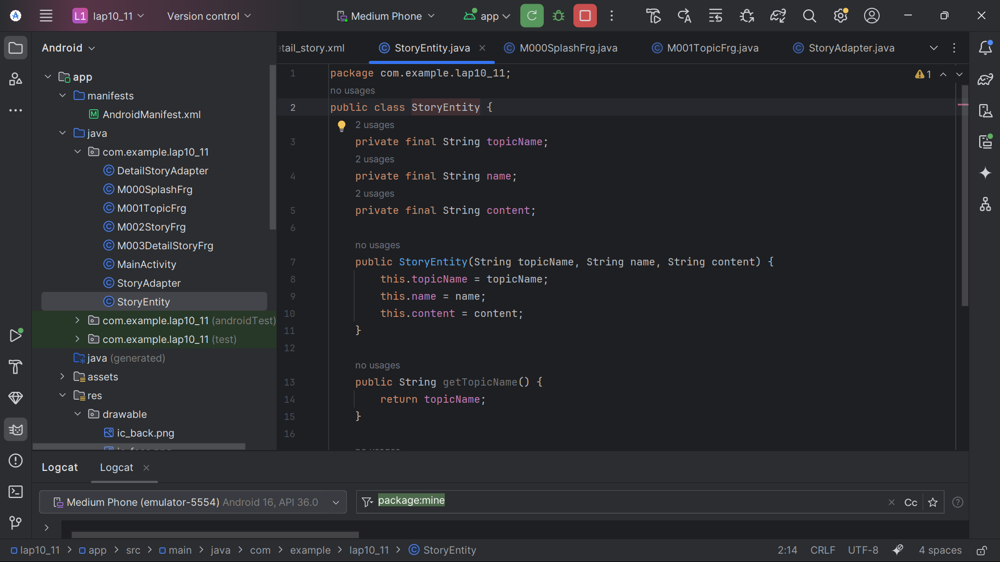 L1 lap10_11 Version control Medium Phone app
Android
tail_story.xml StoryEntity.java M000SplashFrg.java M001TopicFrg.java StoryAdapter.java
app
manifests
AndroidManifest.xml
java
com.example.lap10_11
DetailStoryAdapter
M000SplashFrg
M001TopicFrg
M002StoryFrg
M003DetailStoryFrg
MainActivity
StoryAdapter
StoryEntity
com.example.lap10_11 (androidTest)
com.example.lap10_11 (test)
java (generated)
assets
res
drawable
ic_back.png
1 package com.example.lap10_11; 1
no usages
2 public class StoryEntity {
2 usages
3 private final String topicName;
2 usages
4 private final String name;
2 usages
5 private final String content;
6
no usages
7 public StoryEntity(String topicName, String name, String content) {
8 this.topicName = topicName;
9 this.name = name;
10 this.content = content;
11 }
12
no usages
13 public String getTopicName() {
14 return topicName;
15 }
16
Logcat Logcat
Medium Phone (emulator-5554) Android 16, API 36.0 package:mine Cc
lap10_11 > app > src > main > java > com > example > lap10_11 > StoryEntity 2:14 CRLF UTF-8 4 spaces